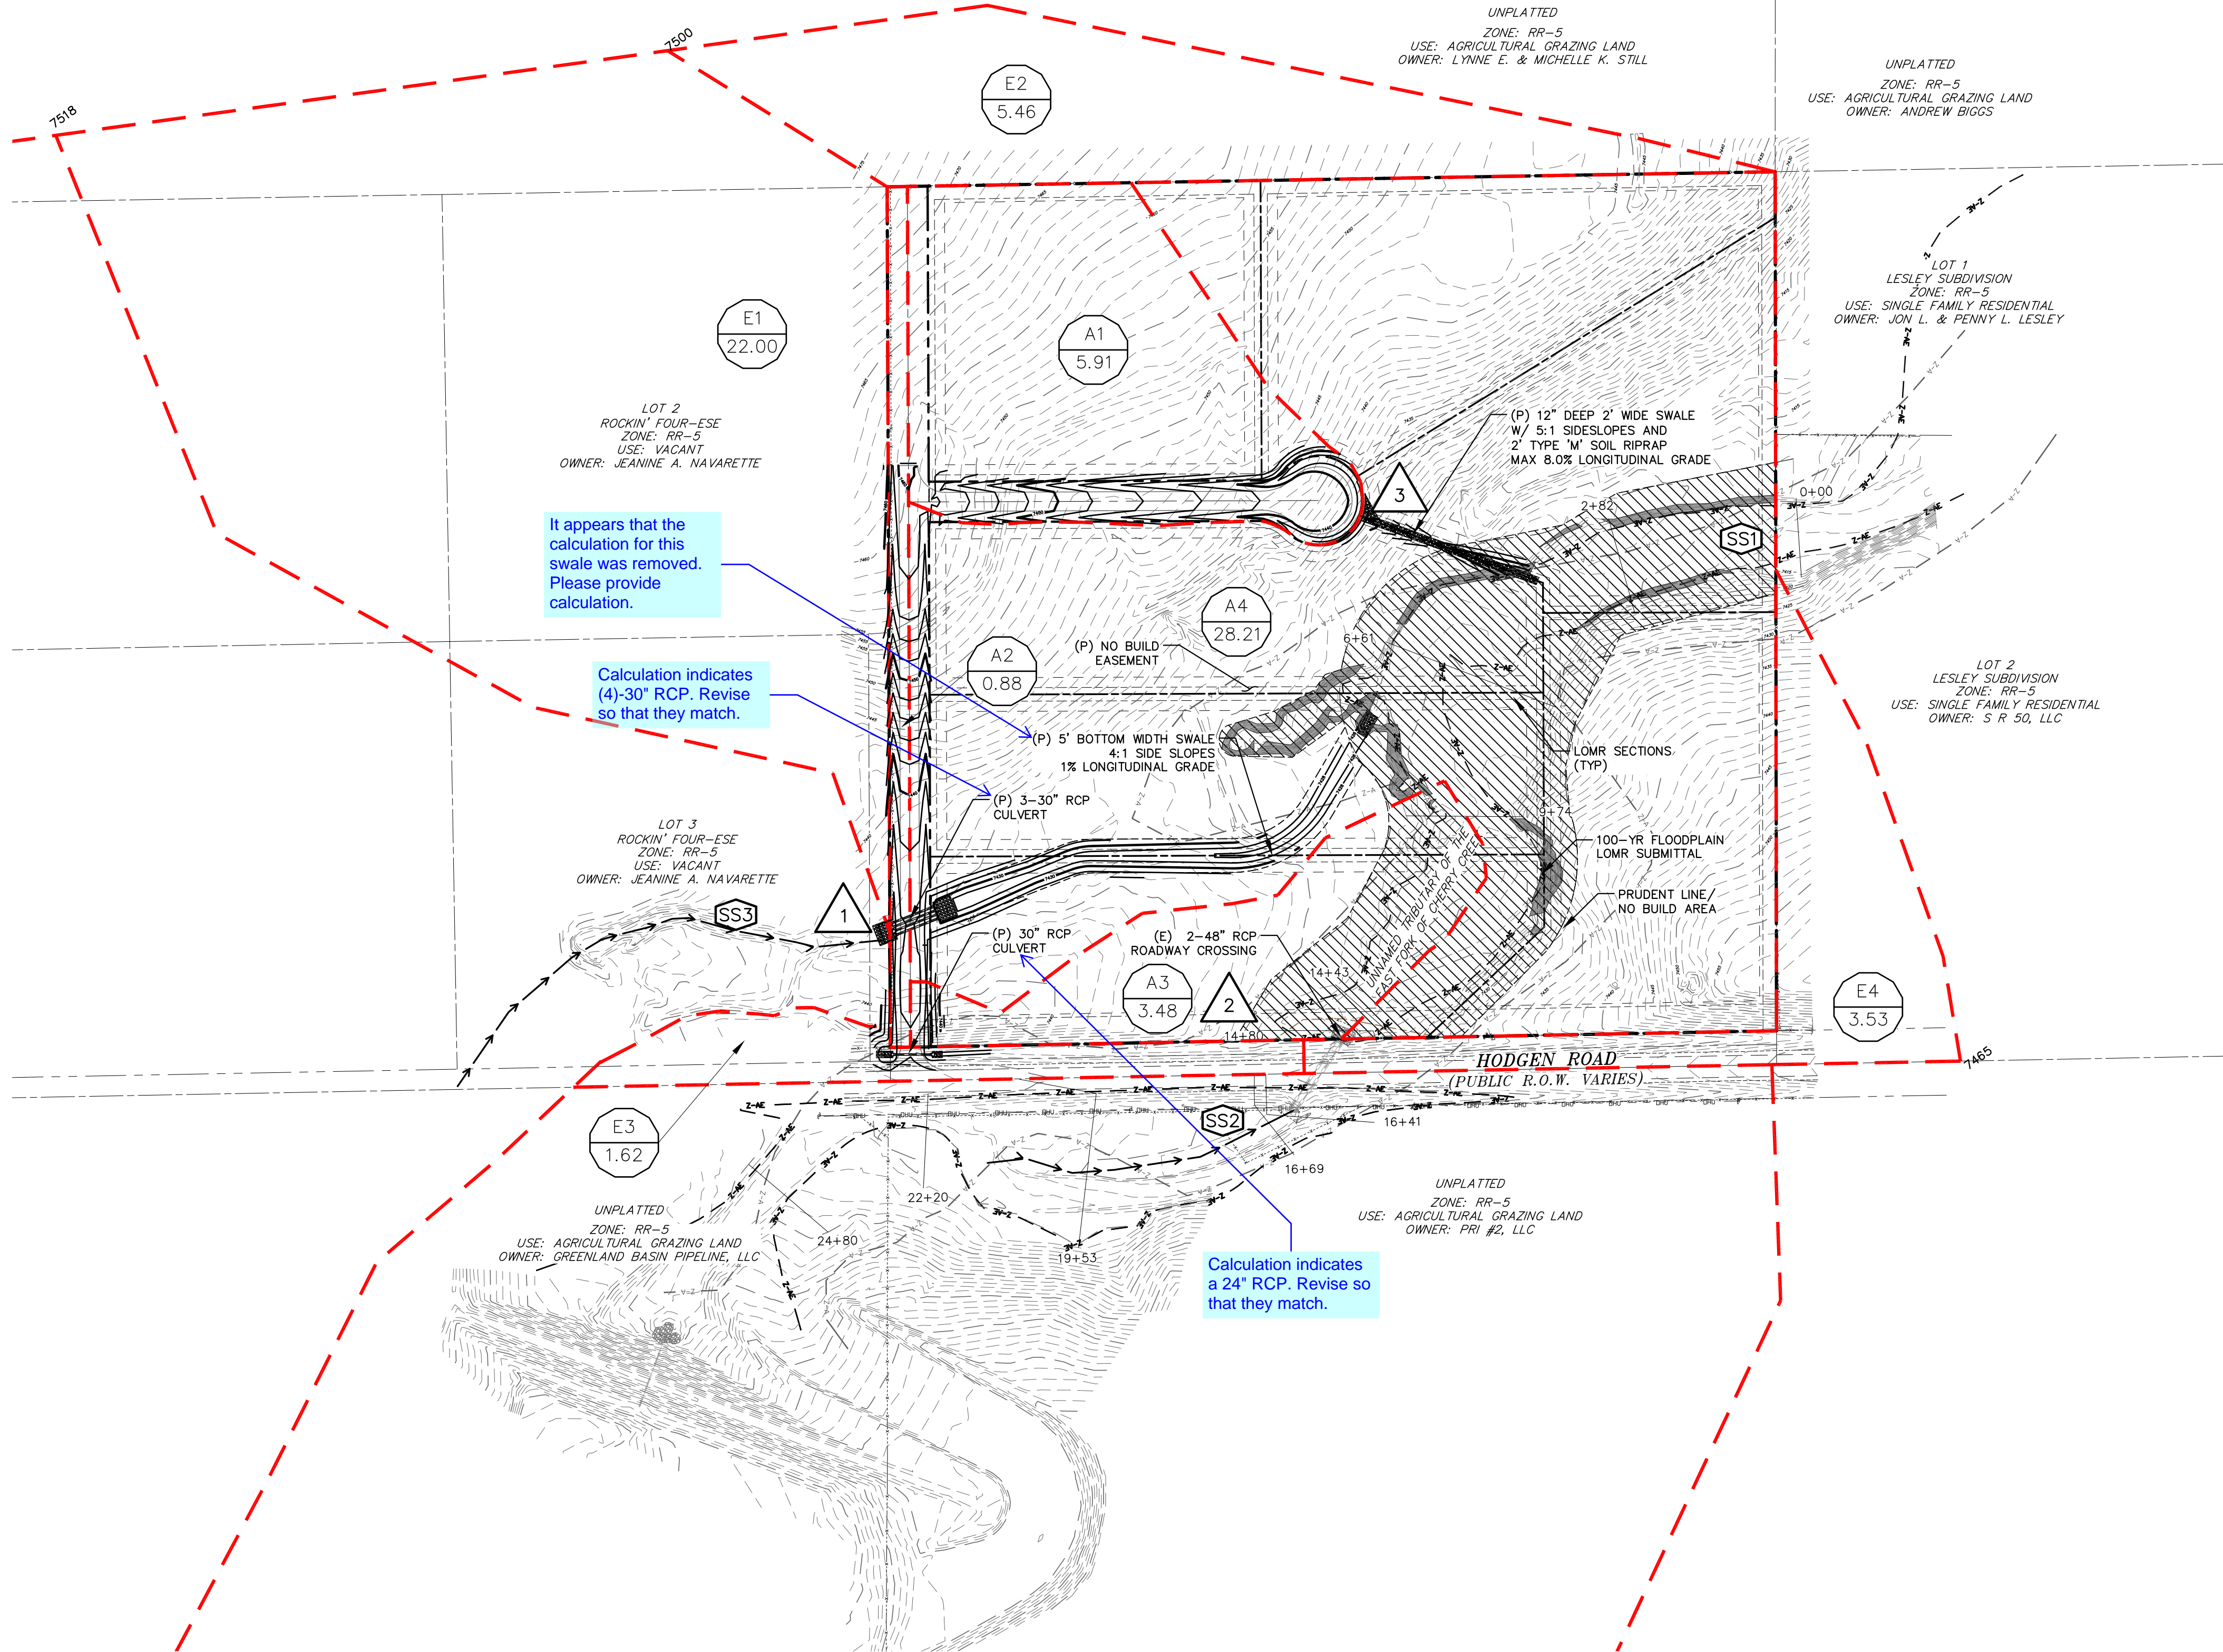 UNPLATTED
ZONE: RR-5
USE: AGRICULTURAL GRAZING LAND
OWNER: LYNNE E. & MICHELLE K. STILL
UNPLATTED
ZONE: RR-5
USE: AGRICULTURAL GRAZING LAND
OWNER: ANDREW BIGGS
7500
7518
E2
5.46
LOT 1
LESLEY SUBDIVISION
ZONE: RR-5
USE: SINGLE FAMILY RESIDENTIAL
OWNER: JON L. & PENNY L. LESLEY
E1
22.00
A1
5.91
LOT 2
ROCKIN' FOUR-ESE
ZONE: RR-5
USE: VACANT
OWNER: JEANINE A. NAVARETTE
(P) 12" DEEP 2' WIDE SWALE
W/ 5:1 SIDESLOPES AND
2' TYPE 'M' SOIL RIPRAP
MAX 8.0% LONGITUDINAL GRADE
3
2+82
0+00
SS1
It appears that the
calculation for this
swale was removed.
Please provide
calculation.
A4
28.21
6+61
(P) NO BUILD
EASEMENT
A2
0.88
Calculation indicates
(4)-30" RCP. Revise
so that they match.
LOT 2
LESLEY SUBDIVISION
ZONE: RR-5
USE: SINGLE FAMILY RESIDENTIAL
OWNER: S R 50, LLC
(P) 5' BOTTOM WIDTH SWALE
4:1 SIDE SLOPES
1% LONGITUDINAL GRADE
LOMR SECTIONS
(TYP)
(P) 3-30" RCP
CULVERT
9+74
LOT 3
ROCKIN' FOUR-ESE
ZONE: RR-5
USE: VACANT
OWNER: JEANINE A. NAVARETTE
100-YR FLOODPLAIN
LOMR SUBMITTAL
PRUDENT LINE/
NO BUILD AREA
UNNAMED TRIBUTARY OF THE
EAST FORK OF CHERRY CREEK
SS3
1
(P) 30" RCP
CULVERT
(E) 2-48" RCP
ROADWAY CROSSING
14+43
A3
3.48
2
14+80
E4
3.53
HODGEN ROAD
(PUBLIC R.O.W. VARIES)
7465
E3
1.62
SS2
16+41
16+69
22+20
24+80
19+53
UNPLATTED
ZONE: RR-5
USE: AGRICULTURAL GRAZING LAND
OWNER: GREENLAND BASIN PIPELINE, LLC
UNPLATTED
ZONE: RR-5
USE: AGRICULTURAL GRAZING LAND
OWNER: PRI #2, LLC
Calculation indicates
a 24" RCP. Revise so
that they match.